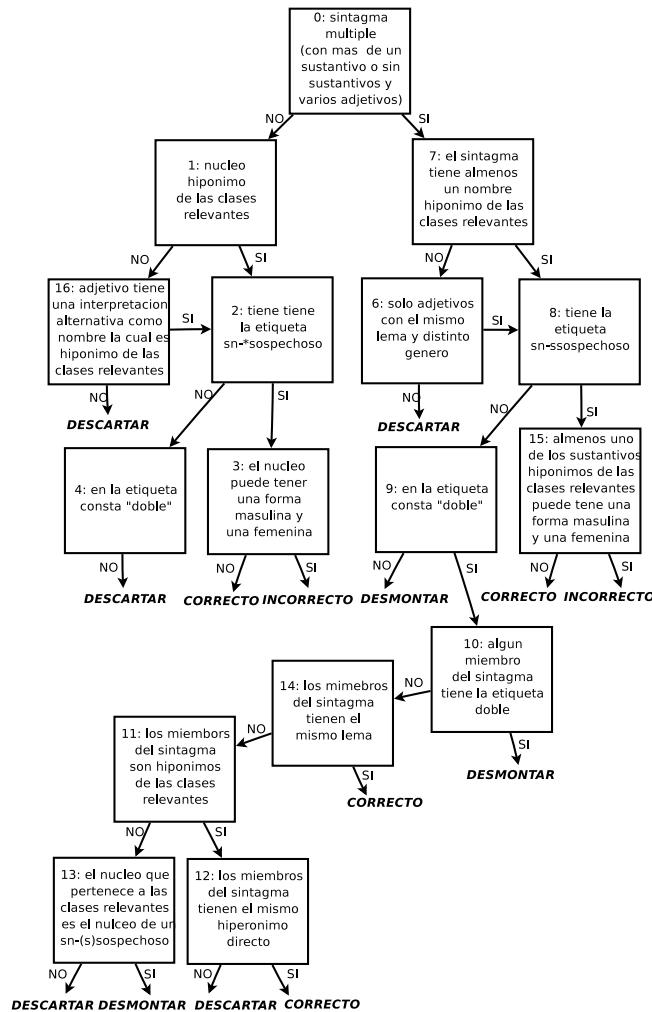 0: sintagma
multiple
(con mas de un
sustantivo o sin
sustantivos y
varios adjetivos)
NO
SI
1: nucleo
hiponimo
de las clases
relevantes
7: el sintagma
tiene almenos
un nombre
hiponimo de las
clases relevantes
NO
SI
NO
SI
16: adjetivo tiene
una interpretacion
alternativa como
nombre la cual es
hiponimo de las
clases relevantes
SI
2: tiene tiene
la etiqueta
sn-*sospechoso
6: solo adjetivos
con el mismo
lema y distinto
genero
SI
8: tiene la
etiqueta
sn-ssospechoso
NO
DESCARTAR
NO
SI
NO
DESCARTAR
NO
SI
4: en la etiqueta
consta "doble"
3: el nucleo
puede tener
una forma
masulina y
una femenina
9: en la etiqueta
consta "doble"
15: almenos uno
de los sustantivos
hiponimos de las
clases relevantes
puede tene una
forma masulina
y una femenina
NO
DESCARTAR
NO
SI
CORRECTO
INCORRECTO
NO
SI
DESMONTAR
NO
SI
CORRECTO
INCORRECTO
10: algun
miembro
del sintagma
tiene la etiqueta
doble
NO
SI
DESMONTAR
14: los mimebros
del sintagma
tienen el
mismo lema
NO
SI
CORRECTO
11: los miembors
del sintagma
son hiponimos
de las clases
relevantes
NO
SI
13: el nucleo que
pertenece a las
clases relevantes
es el nulceo de un
sn-(s)sospechoso
12: los miembros
del sintagma
tienen el mismo
hiperonimo
directo
NO
SI
NO
SI
DESCARTAR
DESMONTAR
DESCARTAR
CORRECTO